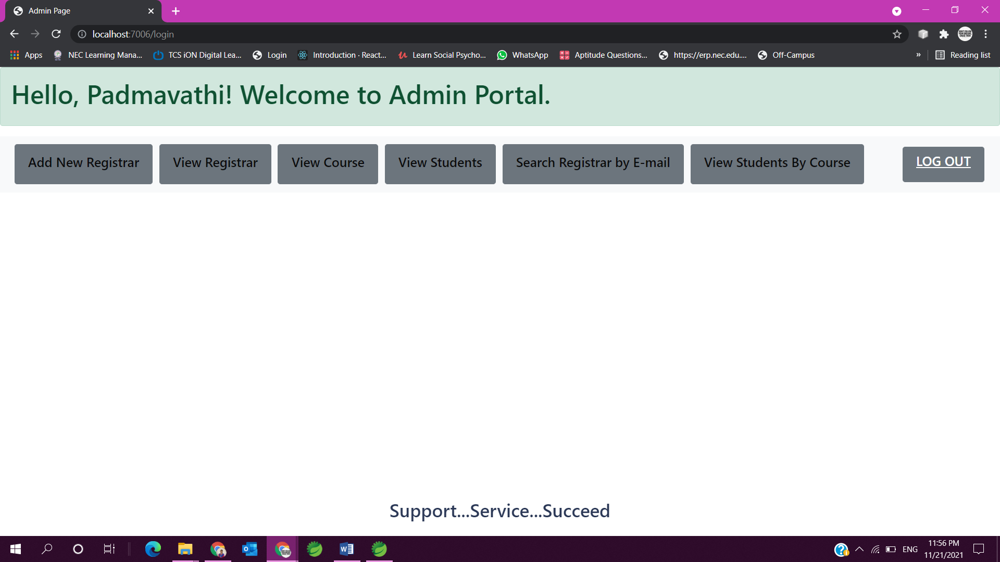 Admin Page
localhost:7006/login
Apps NEC Learning Mana... TCS iON Digital Lea... Login Introduction · React... Learn Social Psycho... WhatsApp Aptitude Questions... https://erp.nec.edu.... Off-Campus » Reading list
Hello, Padmavathi! Welcome to Admin Portal.
Add New Registrar View Registrar View Course View Students Search Registrar by E-mail View Students By Course LOG OUT
Support...Service...Succeed
ENG 11:56 PM
11/21/2021